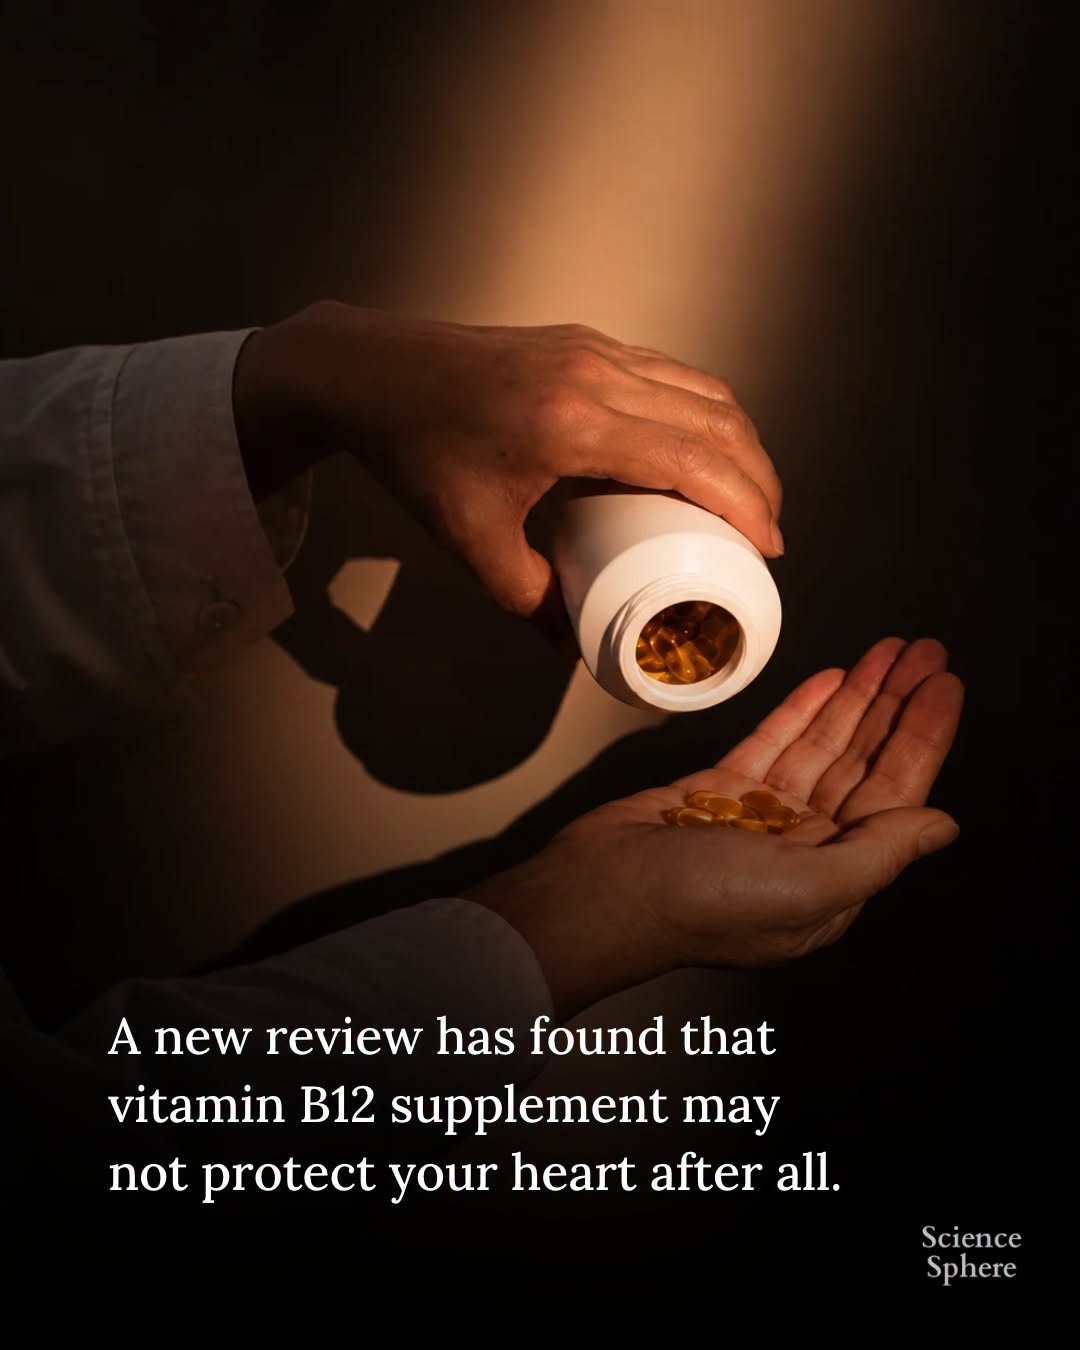 A new review has found that
vitamin B12 supplement may
not protect your heart after all.
Science
Sphere